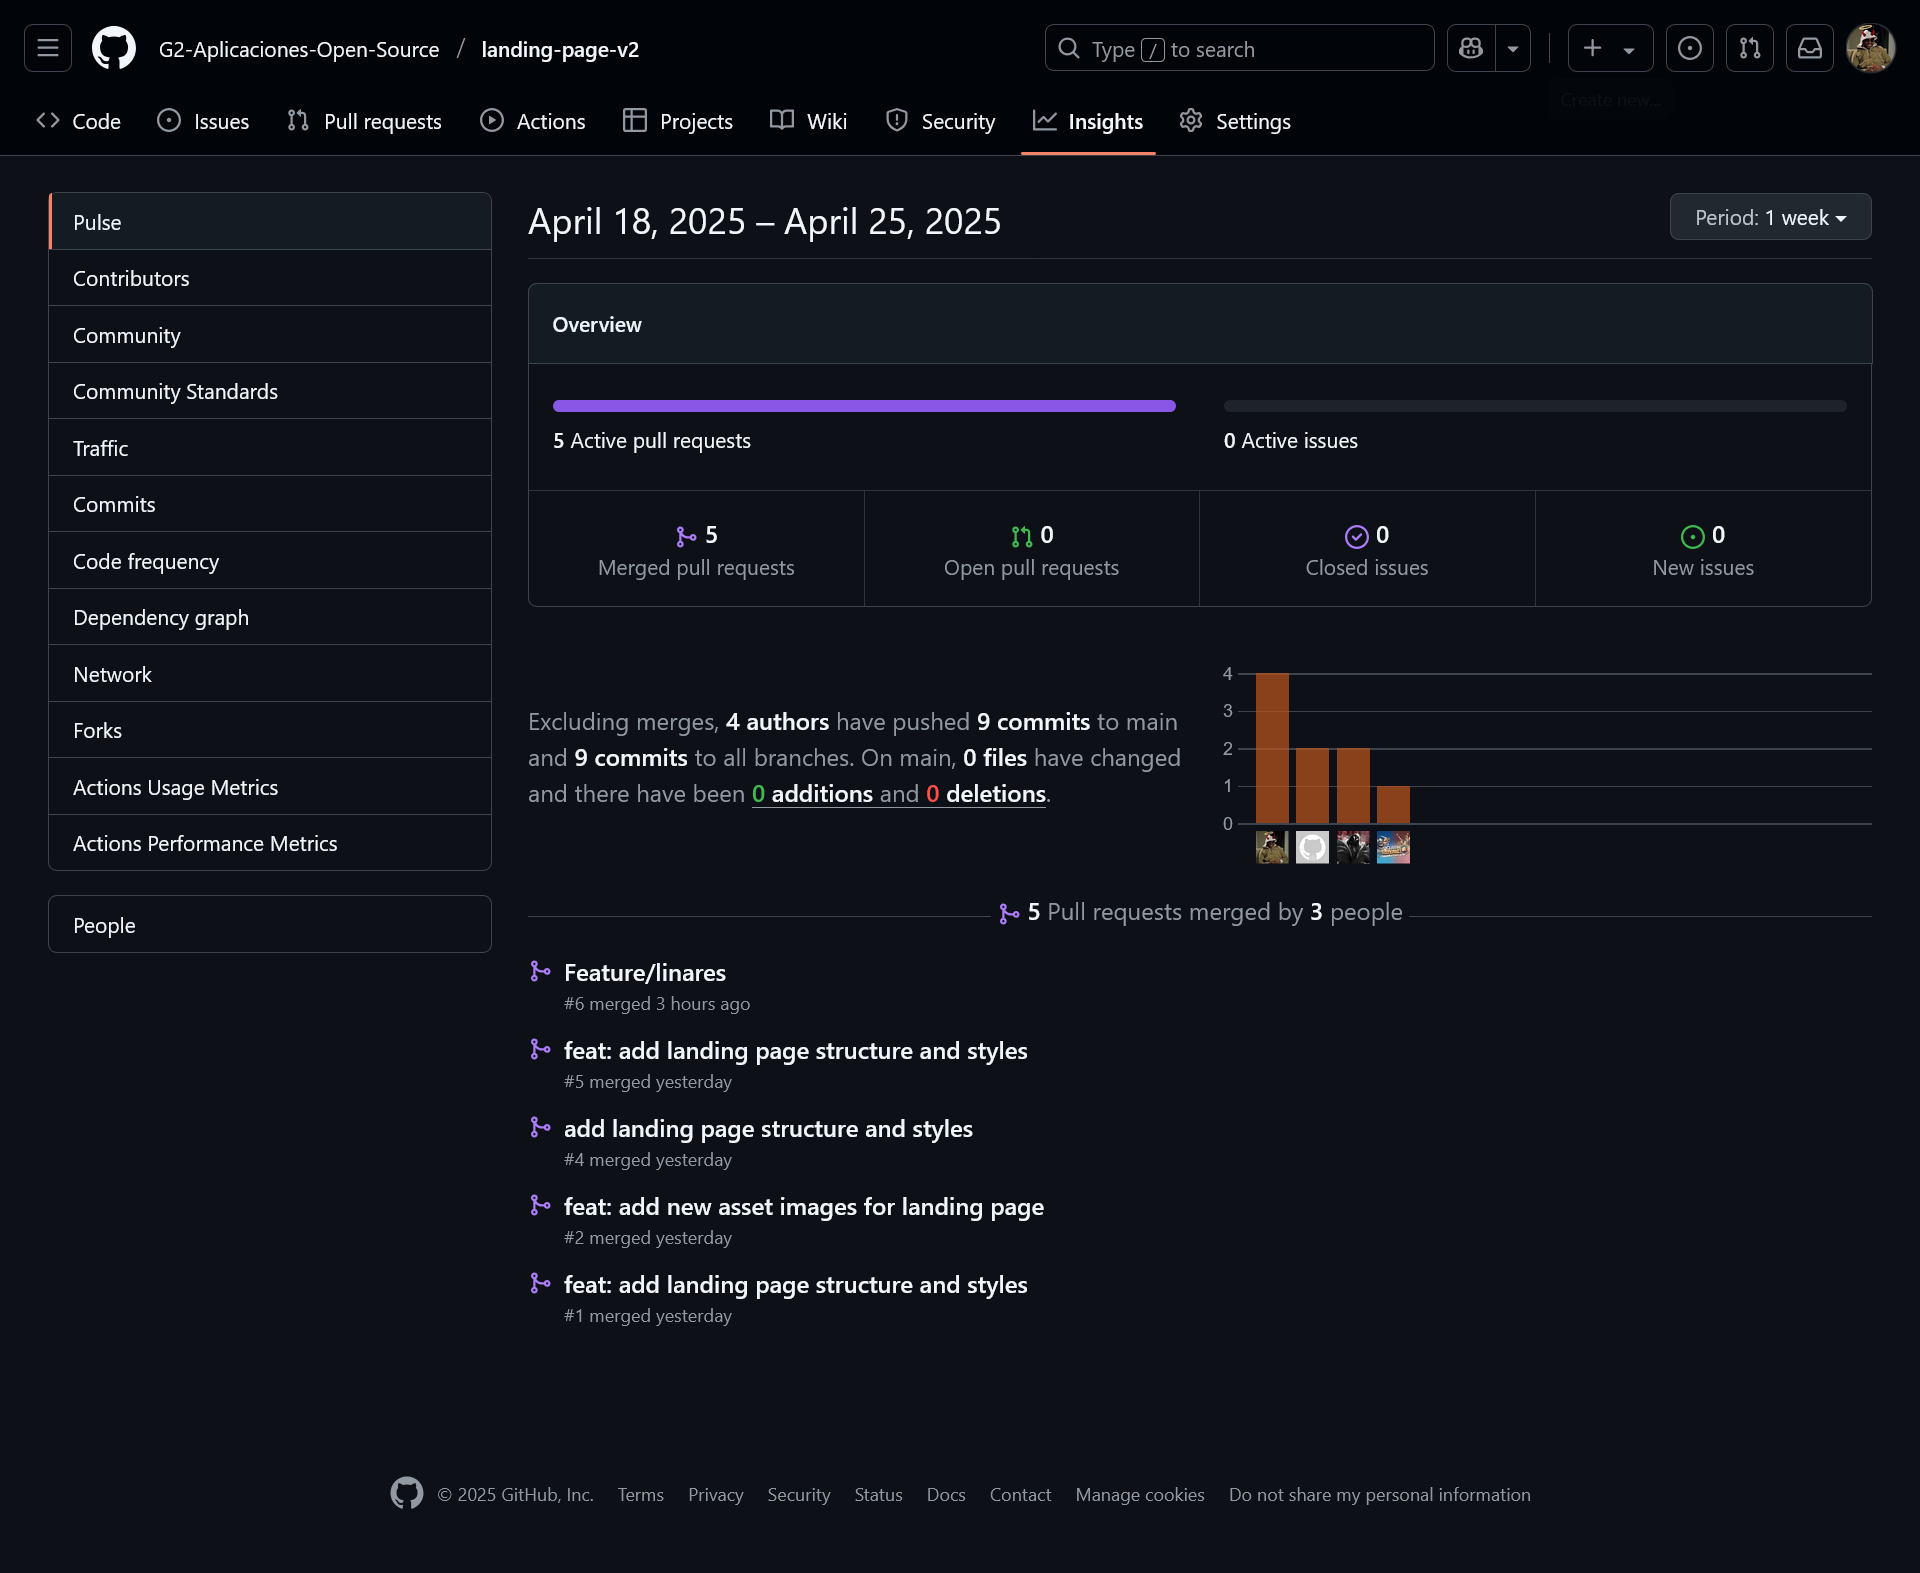 G2-Aplicaciones-Open-Source / landing-page-v2
Type / to search
Create new...
Code Issues Pull requests Actions Projects Wiki Security Insights Settings
Pulse
Contributors
Community
Community Standards
Traffic
Commits
Code frequency
Dependency graph
Network
Forks
Actions Usage Metrics
Actions Performance Metrics
People
April 18, 2025 – April 25, 2025
Period: 1 week
Overview
5 Active pull requests
0 Active issues
5
Merged pull requests
0
Open pull requests
0
Closed issues
0
New issues
Excluding merges, 4 authors have pushed 9 commits to main
and 9 commits to all branches. On main, 0 files have changed
and there have been 0 additions and 0 deletions.
4
3
2
1
0
5 Pull requests merged by 3 people
Feature/linares
#6 merged 3 hours ago
feat: add landing page structure and styles
#5 merged yesterday
add landing page structure and styles
#4 merged yesterday
feat: add new asset images for landing page
#2 merged yesterday
feat: add landing page structure and styles
#1 merged yesterday
© 2025 GitHub, Inc. Terms Privacy Security Status Docs Contact Manage cookies Do not share my personal information